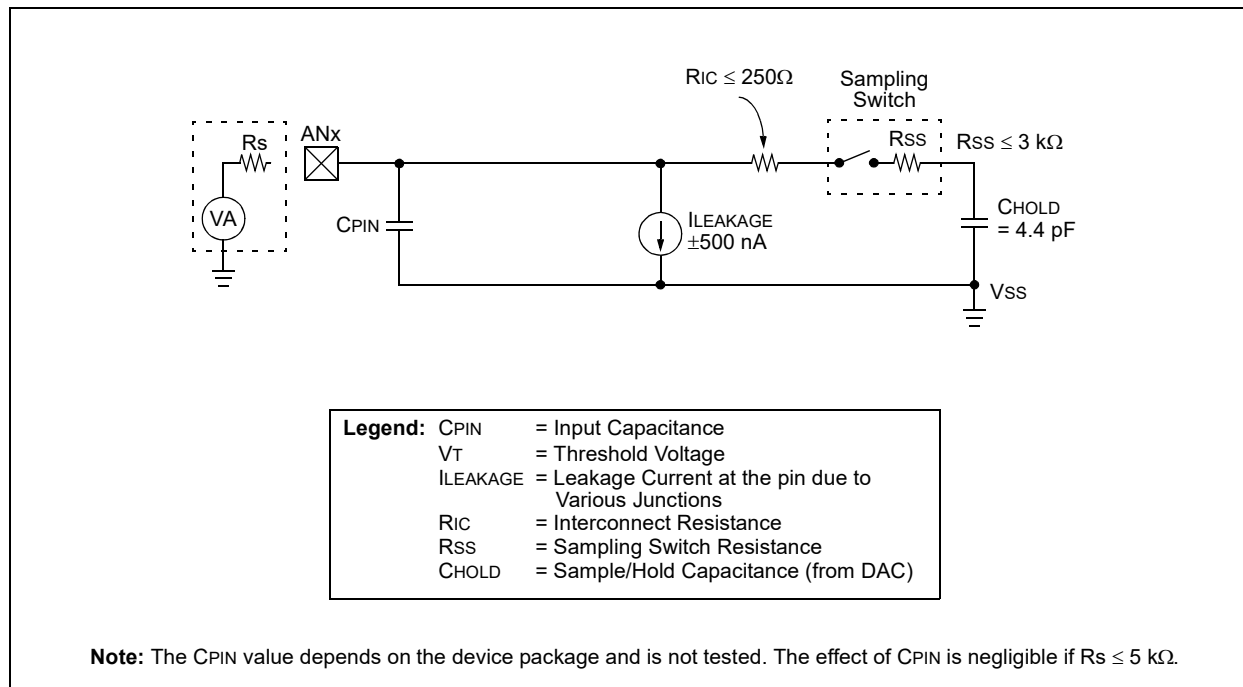 RIC ≤ 250Ω
Sampling
Switch
ANx
Rs
RSS
RSS ≤ 3 kΩ
VA
CPIN
ILEAKAGE
±500 nA
CHOLD
= 4.4 pF
VSS
Legend: CPIN = Input Capacitance
VT = Threshold Voltage
ILEAKAGE = Leakage Current at the pin due to
Various Junctions
RIC = Interconnect Resistance
RSS = Sampling Switch Resistance
CHOLD = Sample/Hold Capacitance (from DAC)
Note: The CPIN value depends on the device package and is not tested. The effect of CPIN is negligible if Rs ≤ 5 kΩ.